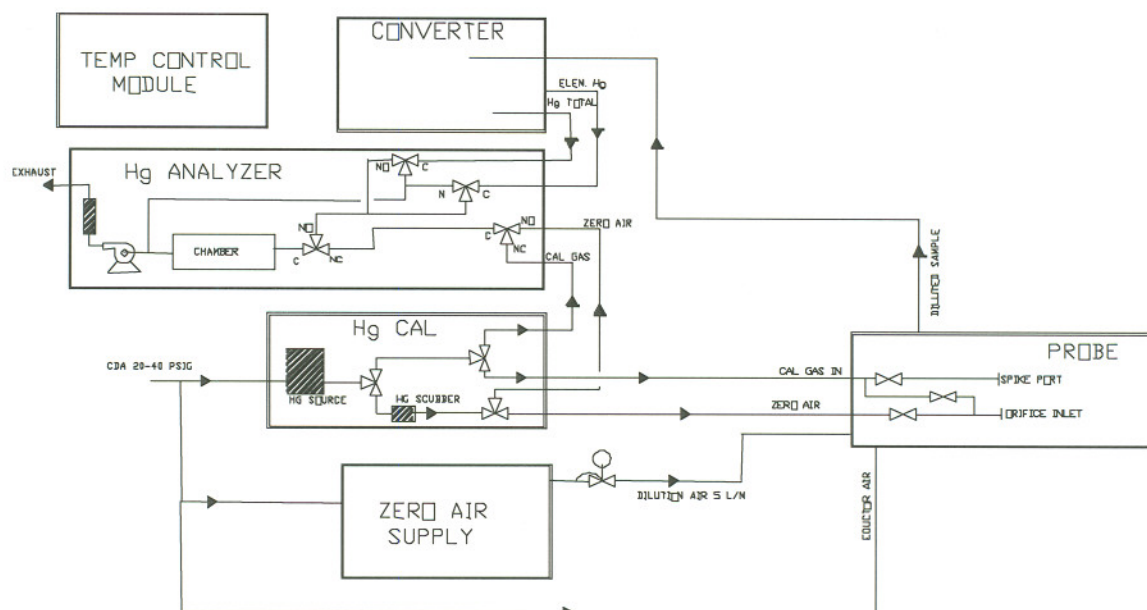 TEMP CONTROL
MODULE
CONVERTER
ELEN. Hg
Hg TOTAL
EXHAUST
Hg ANALYZER
NO
C
N
C
NO
C
NC
CHAMBER
C
NO
NC
ZERO AIR
CAL GAS
DILUTED SAMPLE
Hg CAL
CDA 20-40 PSIG
HG SOURCE
HG SCUBBER
PROBE
CAL GAS IN
SPIKE PORT
ZERO AIR
ORIFICE INLET
ZERO AIR
SUPPLY
DILUTION AIR 5 L/M
EDUCTOR AIR